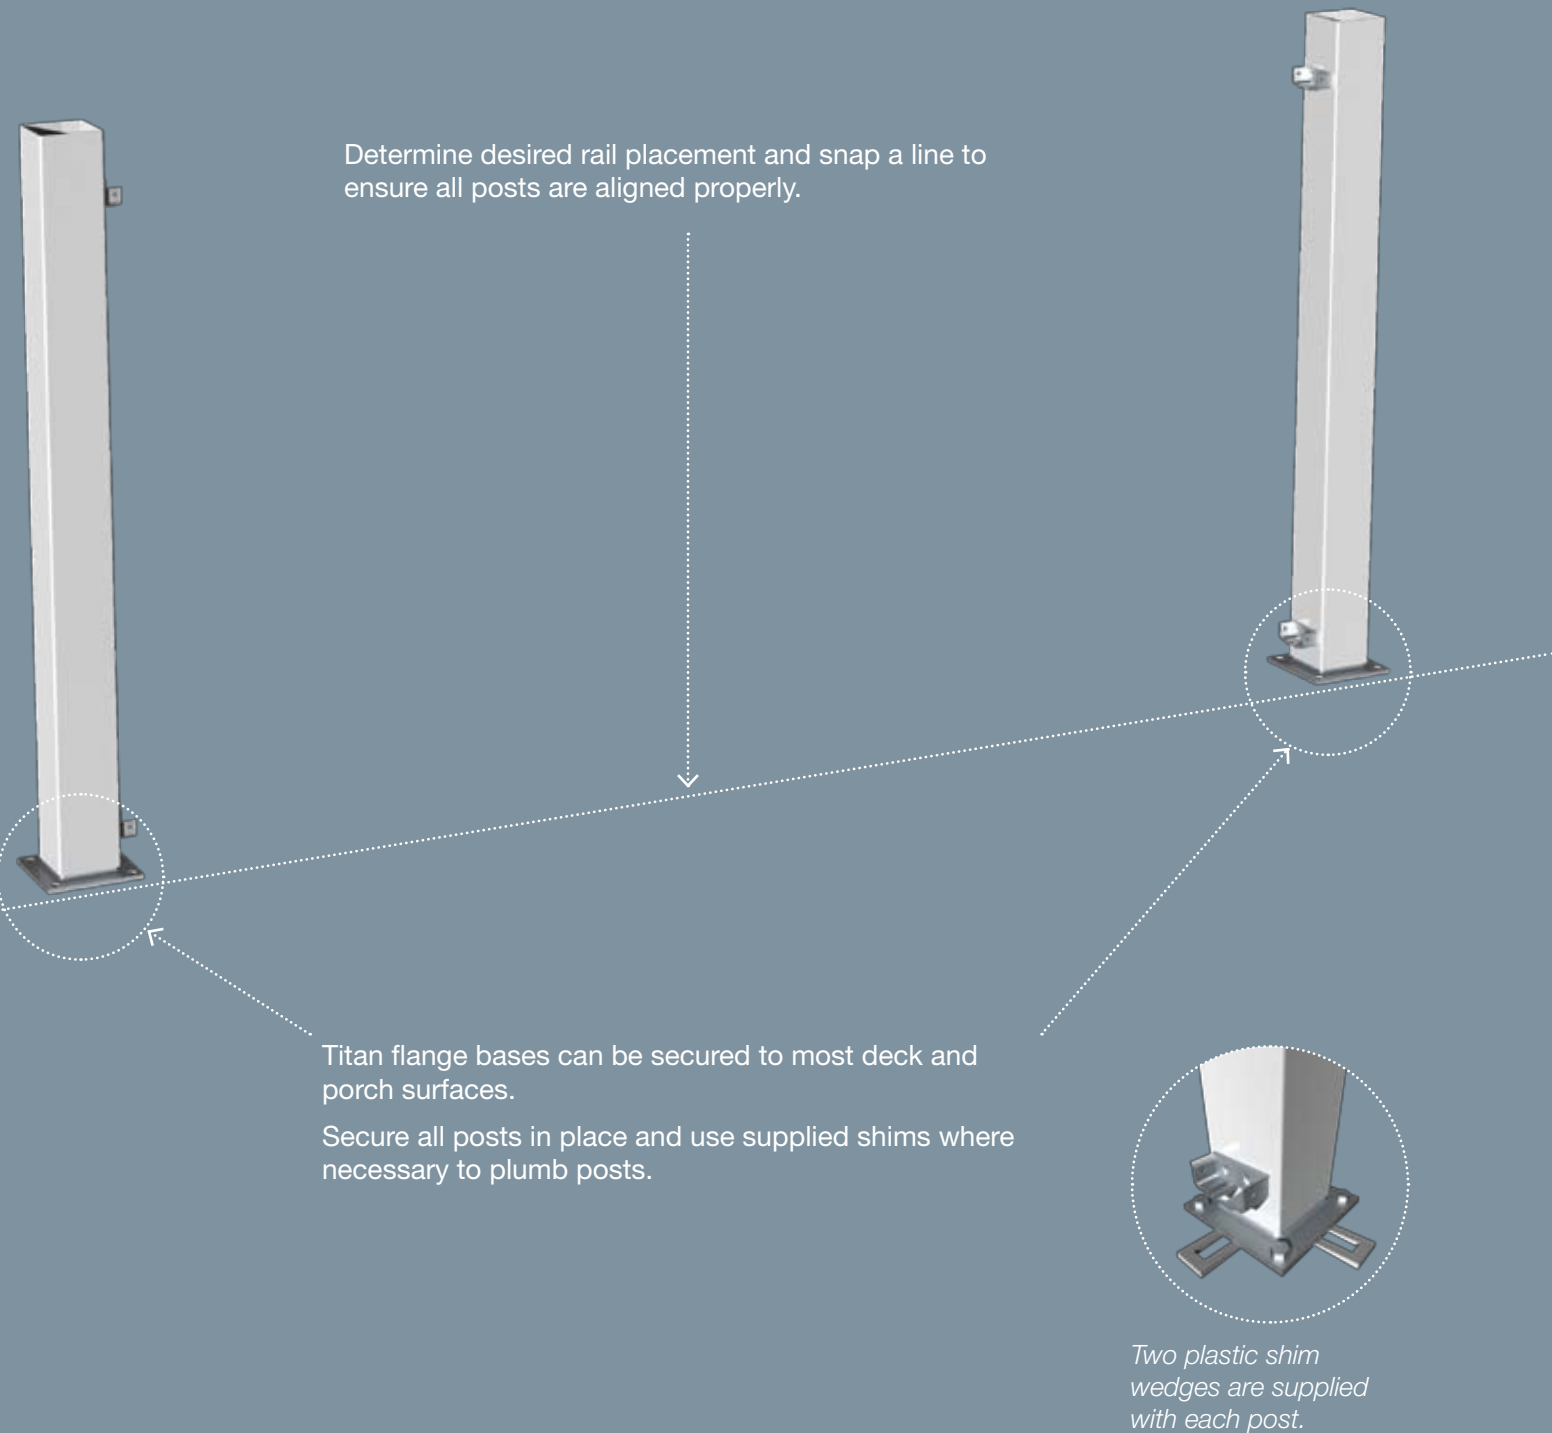 Determine desired rail placement and snap a line to
ensure all posts are aligned properly.
Titan flange bases can be secured to most deck and
porch surfaces.
Secure all posts in place and use supplied shims where
necessary to plumb posts.
Two plastic shim
wedges are supplied
with each post.